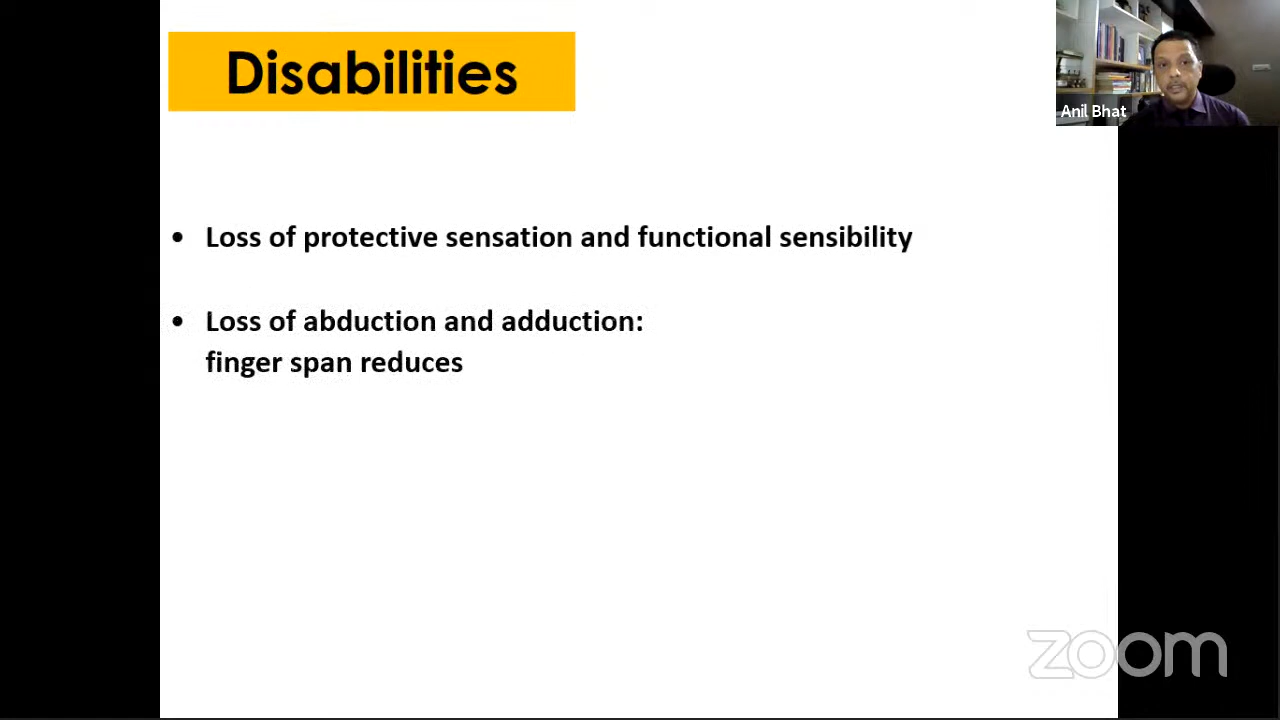 Disabilities
Anil Bhat
• Loss of protective sensation and functional sensibility
• Loss of abduction and adduction:
finger span reduces
zoom